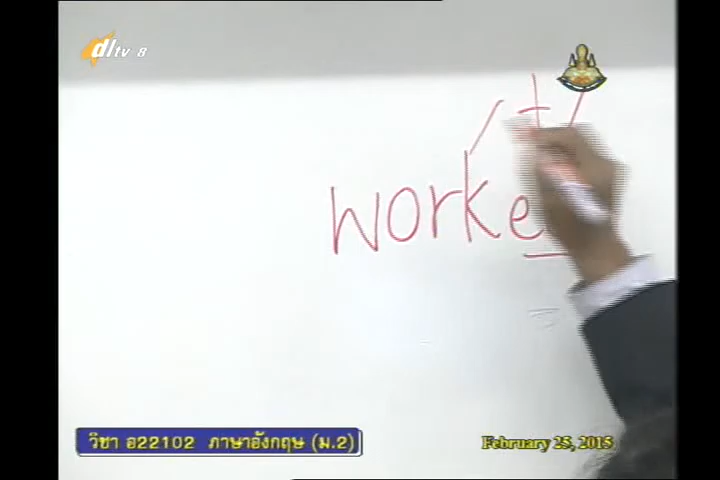 dltv 8
/t/
worke
วิชา อ22102 ภาษาอังกฤษ (ม.2)
February 25, 2015